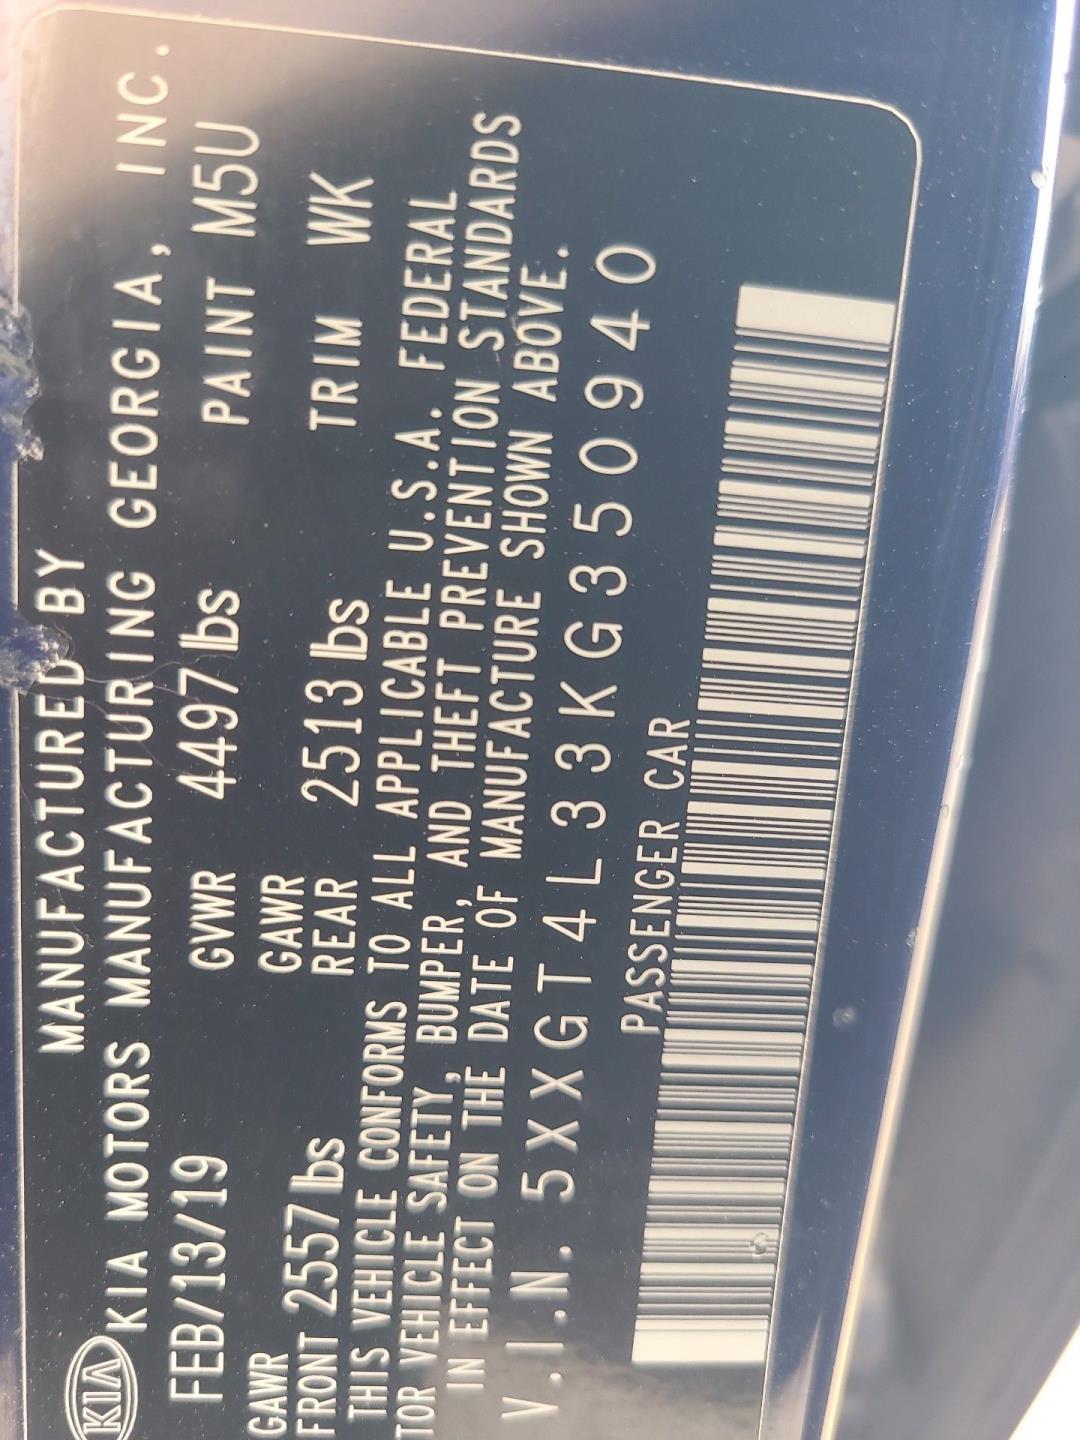 MANUFACTURED BY
KIA KIA MOTORS MANUFACTURING GEORGIA, INC.
FEB/13/19 GVWR 4497 lbs PAINT M5U
GAWR GAWR
FRONT 2557 lbs REAR 2513 lbs TRIM WK
THIS VEHICLE CONFORMS TO ALL APPLICABLE U.S.A. FEDERAL
TOR VEHICLE SAFETY, BUMPER, AND THEFT PREVENTION STANDARDS
IN EFFECT ON THE DATE OF MANUFACTURE SHOWN ABOVE.
V.I.N. 5XXGT4L33KG350940
PASSENGER CAR